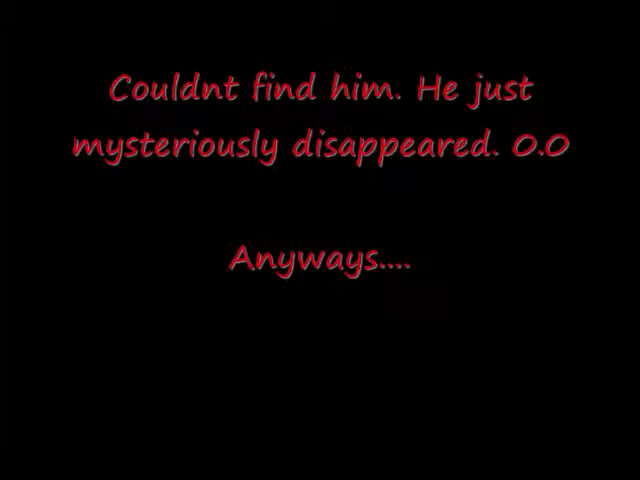 Couldnt find him. He just
mysteriously disappeared. O.O
Anyways....